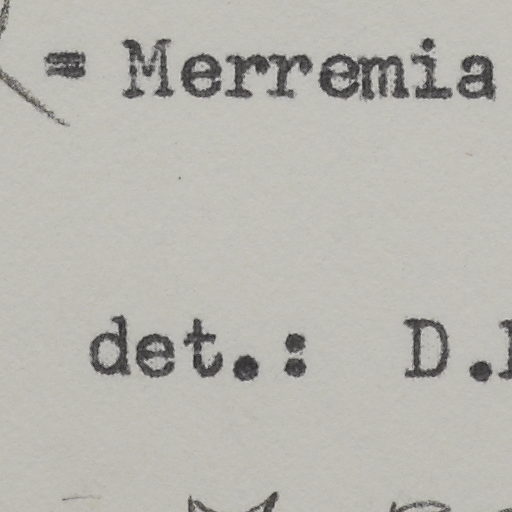 = Merremia
det.: D.